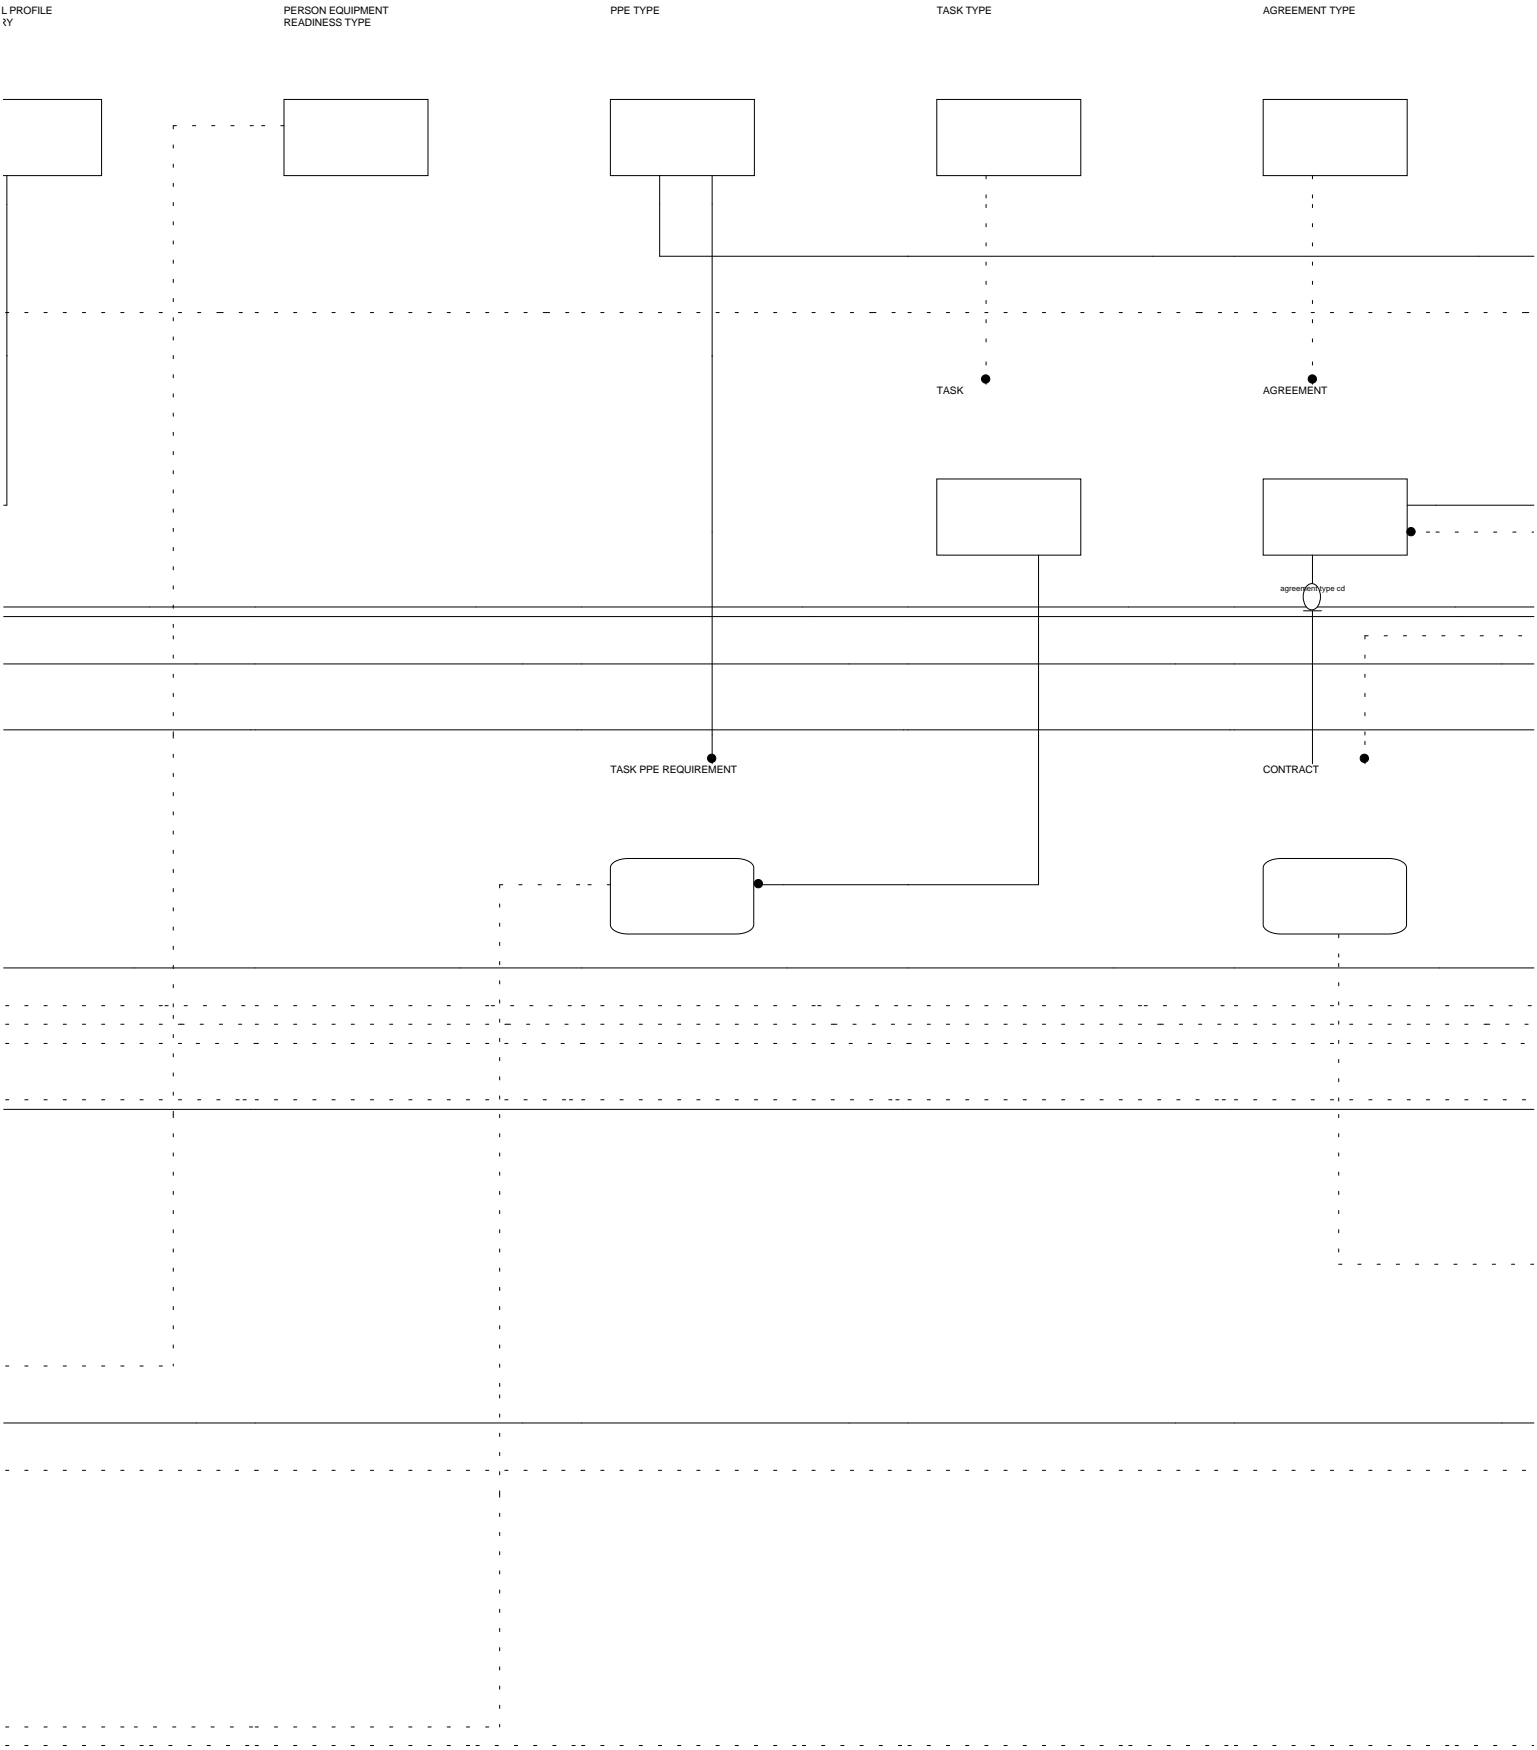 L PROFILE
RY
PERSON EQUIPMENT
READINESS TYPE
PPE TYPE
TASK TYPE
AGREEMENT TYPE
TASK
AGREEMENT
agreement type cd
TASK PPE REQUIREMENT
CONTRACT